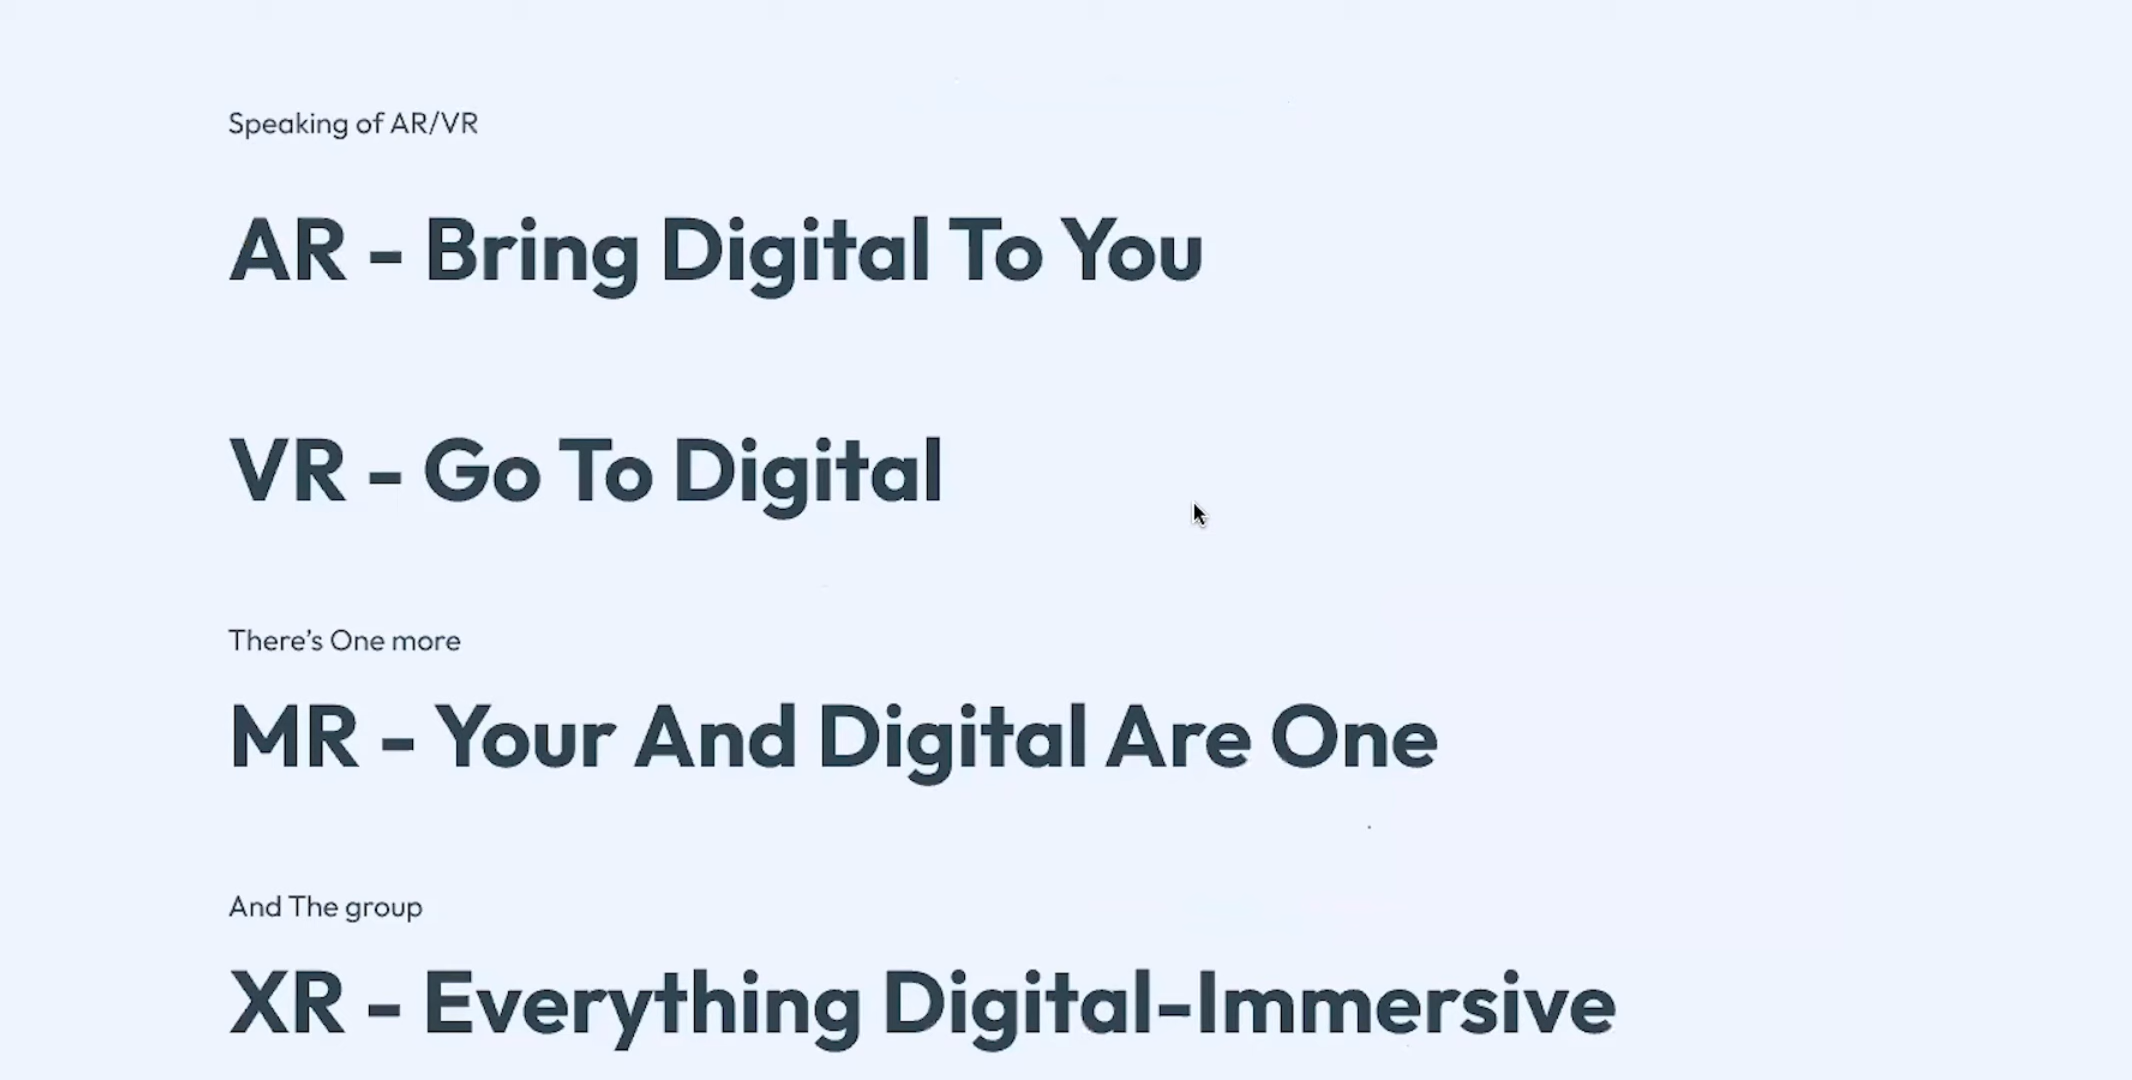 Speaking of AR/VR
AR - Bring Digital To You
VR - Go To Digital
There’s One more
MR - Your And Digital Are One
And The group
XR - Everything Digital-Immersive